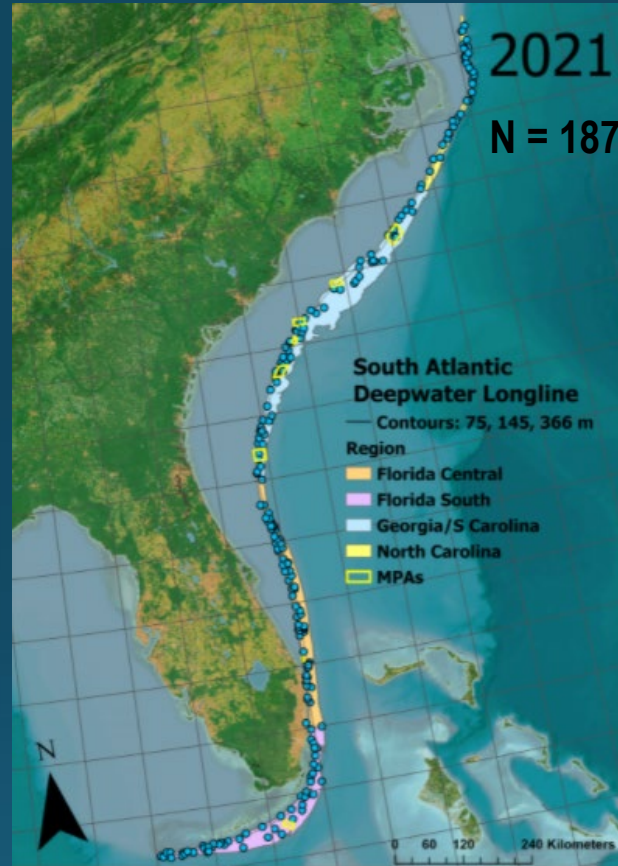 2021
N = 187
South Atlantic
Deepwater Longline
Contours: 75, 145, 366 m
Region
Florida Central
Florida South
Georgia/S Carolina
North Carolina
MPAs
N
0 60 120 240 Kilometers